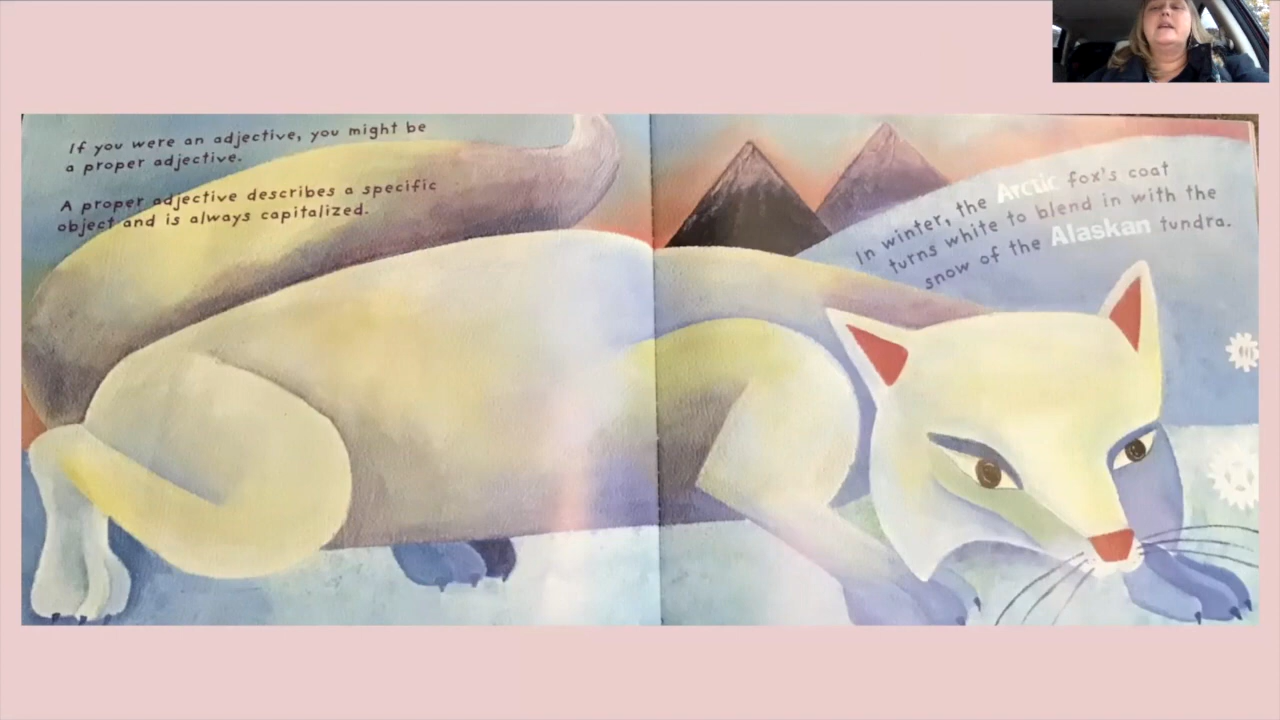 If you were an adjective, you might be
a proper adjective.
A proper adjective describes a specific
object and is always capitalized.
In winter, the Arctic fox's coat
turns white to blend in with the
snow of the Alaskan tundra.